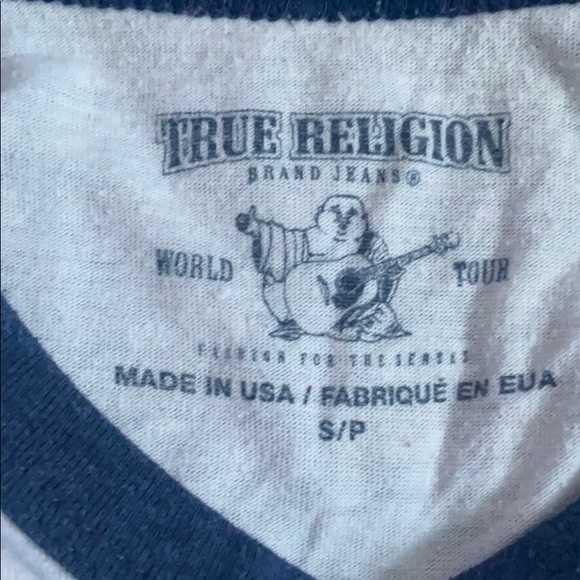 TRUE RELIGION
BRAND JEANS®
WORLD TOUR
FASHION FOR THE SENSES
MADE IN USA / FABRIQUÉ EN EUA
S/P